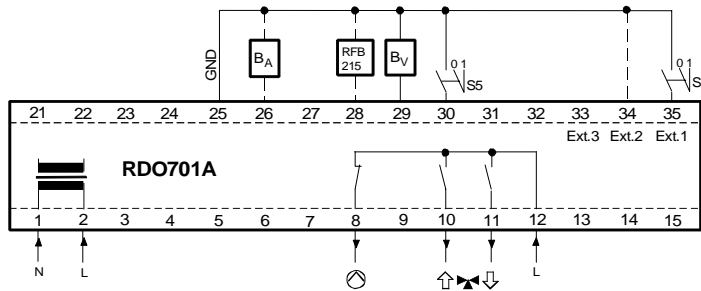 GND
B_A
RFB
215
B_V
0 1
S5
0 1
S
21 22 23 24 25 26 27 28 29 30 31 32 33 34 35
Ext.3 Ext.2 Ext.1
RDO701A
1 2 3 4 5 6 7 8 9 10 11 12 13 14 15
N L L